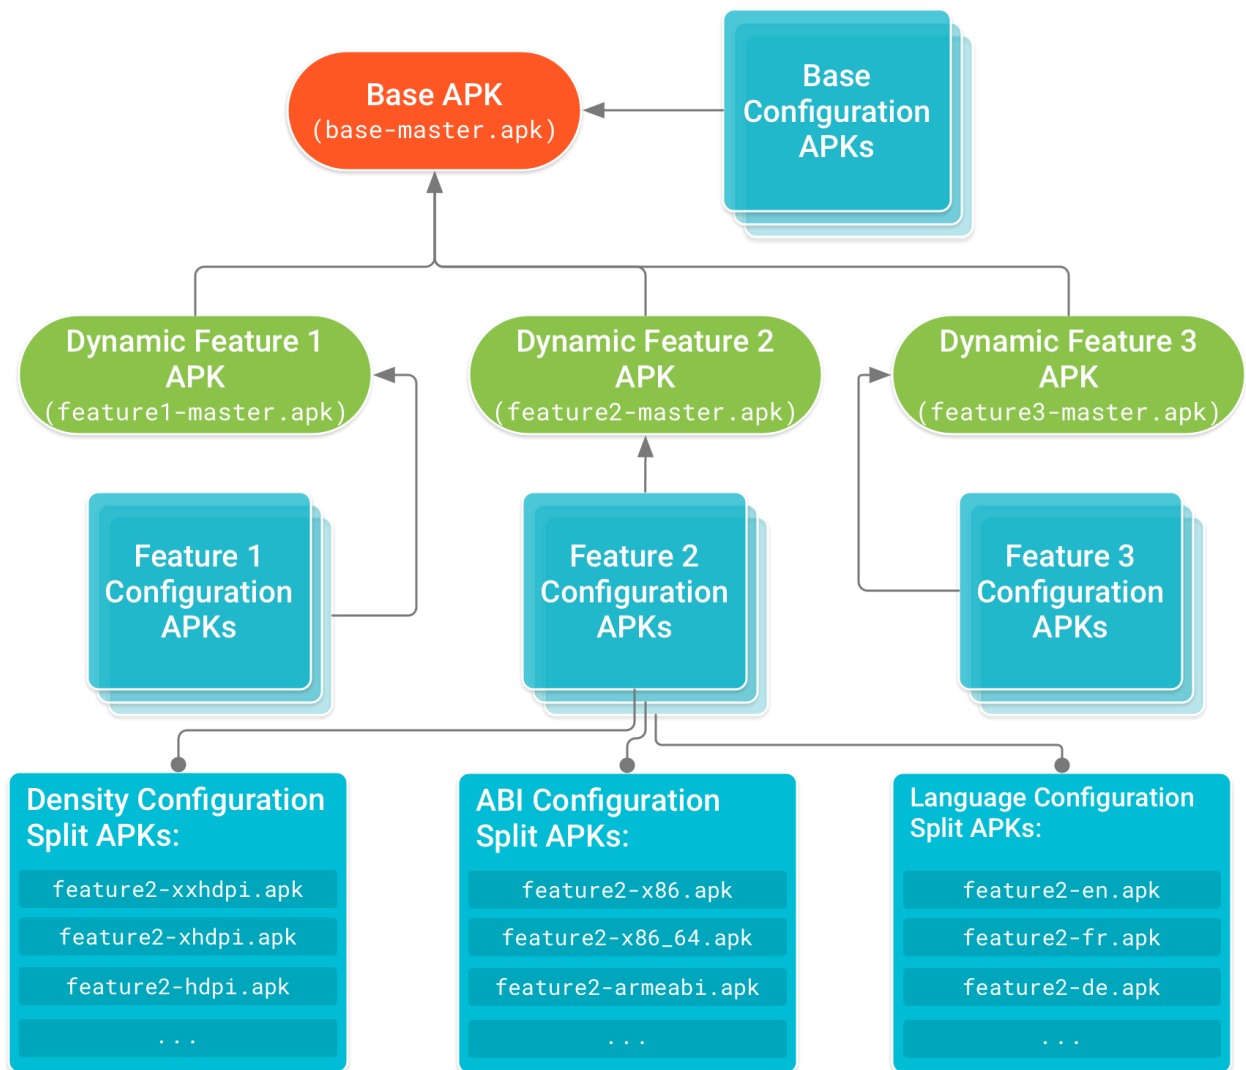 Base APK
(base-master.apk)
Base
Configuration
APKs
Dynamic Feature 1
APK
(feature1-master.apk)
Dynamic Feature 2
APK
(feature2-master.apk)
Dynamic Feature 3
APK
(feature3-master.apk)
Feature 1
Configuration
APKs
Feature 2
Configuration
APKs
Feature 3
Configuration
APKs
Density Configuration
Split APKs:
feature2-xxhdpi.apk
feature2-xhdpi.apk
feature2-hdpi.apk
...
ABI Configuration
Split APKs:
feature2-x86.apk
feature2-x86_64.apk
feature2-armeabi.apk
...
Language Configuration
Split APKs:
feature2-en.apk
feature2-fr.apk
feature2-de.apk
...